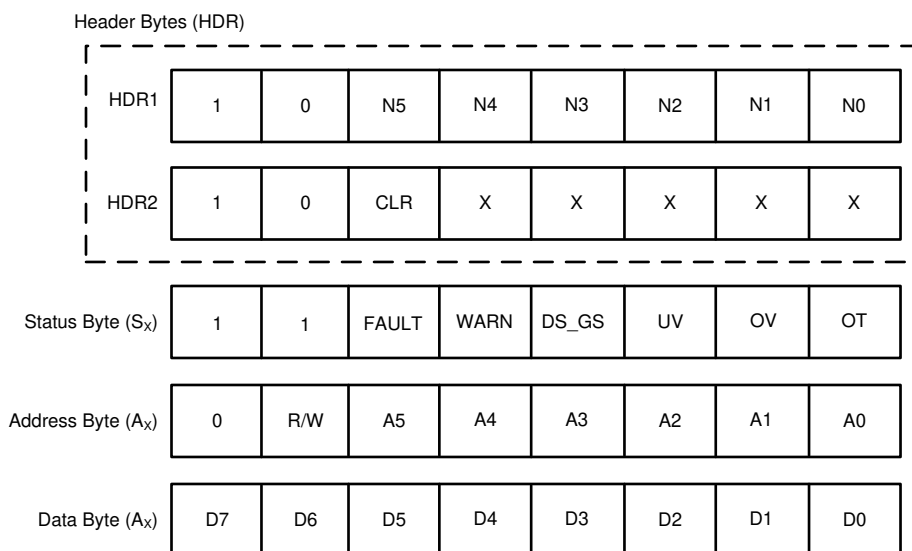 Header Bytes (HDR)
HDR1 1 0 N5 N4 N3 N2 N1 N0
HDR2 1 0 CLR X X X X X
Status Byte (SX) 1 1 FAULT WARN DS_GS UV OV OT
Address Byte (AX) 0 R/W A5 A4 A3 A2 A1 A0
Data Byte (AX) D7 D6 D5 D4 D3 D2 D1 D0